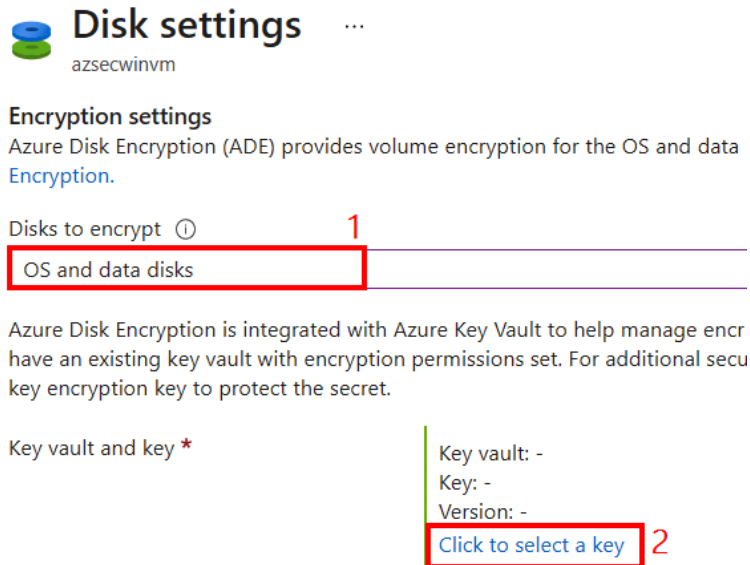 Disk settings ...
azsecwinvm
Encryption settings
Azure Disk Encryption (ADE) provides volume encryption for the OS and data
Encryption.
Disks to encrypt 1
OS and data disks
Azure Disk Encryption is integrated with Azure Key Vault to help manage encr
have an existing key vault with encryption permissions set. For additional secu
key encryption key to protect the secret.
Key vault and key *
Key vault: -
Key: -
Version: -
Click to select a key 2